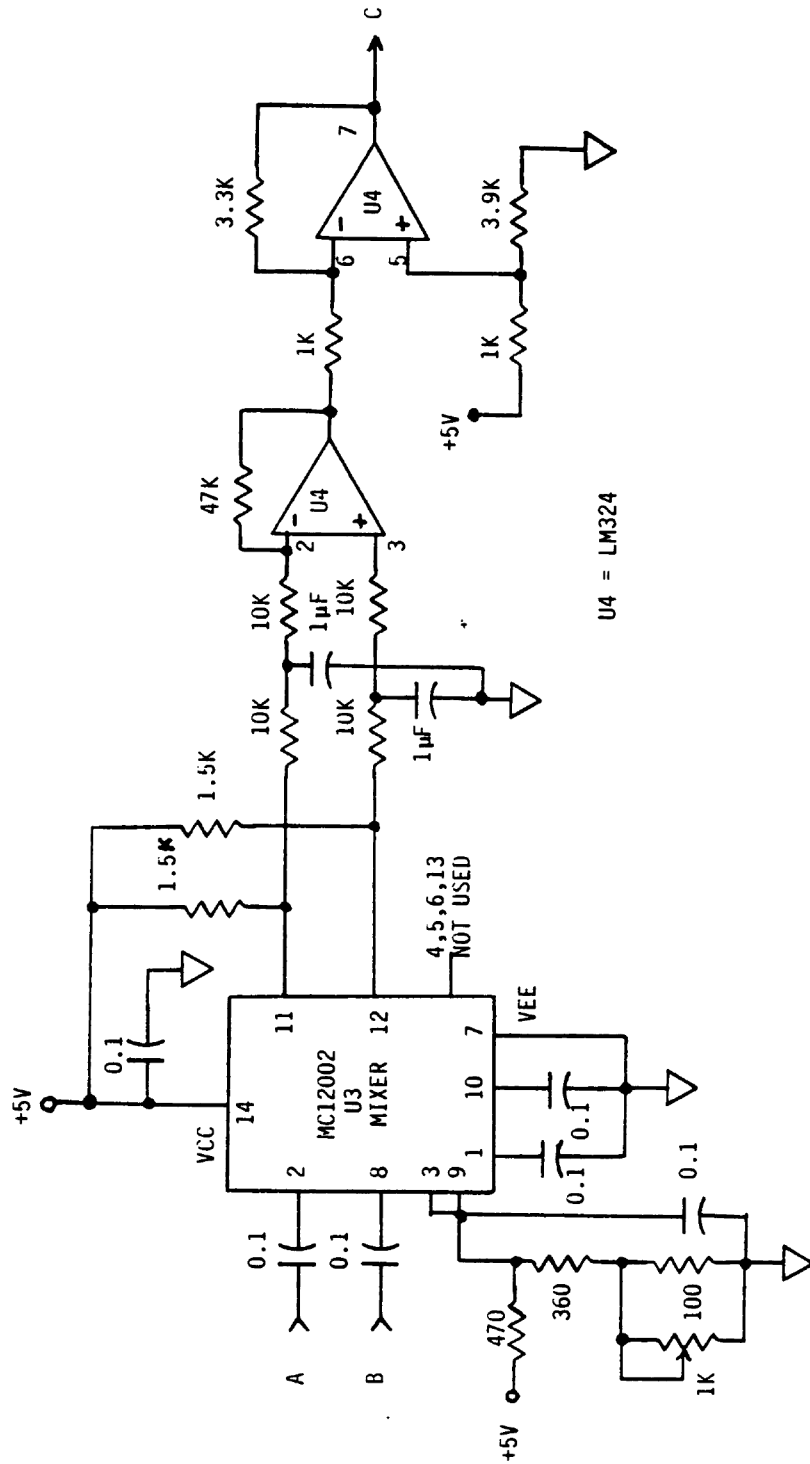 +5V
0.1
VCC
14
A
0.1
2
MC12002
U3
MIXER
11
B
0.1
8
12
3
9
1
10
7
VEE
4,5,6,13
NOT USED
0.1
0.1
0.1
+5V
470
360
100
1K
1.5K
1.5K
10K
10K
1µF
1µF
10K
10K
47K
2
3
-
+
U4
1K
+5V
1K
3.9K
3.3K
6
5
-
+
U4
7
C
U4 = LM324